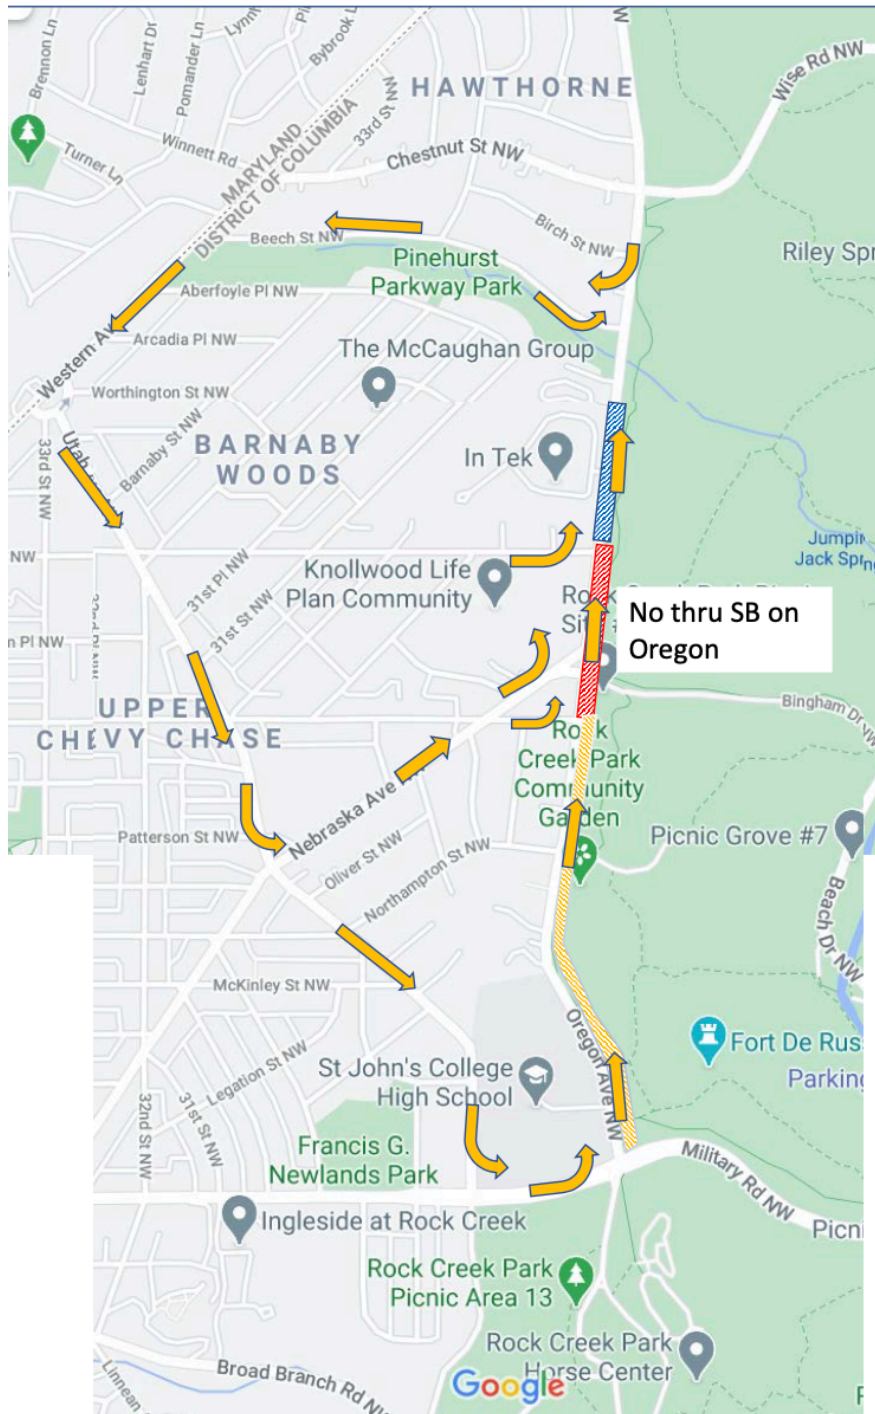 Brennon Ln
Lenhart Dr
Pomander Ln
Bybrook L
HAWTHORNE
Wise Rd NW
33rd St NW
MARYLAND
DISTRICT OF COLUMBIA
Winnett Rd
Turner Ln
Chestnut St NW
Birch St NW
Beech St NW
Pinehurst
Parkway Park
Riley Spr
Aberfoyle Pl NW
Arcadia Pl NW
Western Av
The McCaughan Group
Worthington St NW
Barnaby St NW
BARNABY
WOODS
In Tek
Utah
33rd St NW
Jumpin
Jack Spr
NW
31st Pl NW
Knollwood Life
Plan Community
No thru SB on
Oregon
31st St NW
n Pl NW
UPPER
CHEVY CHASE
Bingham Dr
Rock
Creek Park
Community
Garden
Nebraska Ave
Patterson St NW
Oliver St NW
Picnic Grove #7
Northampton St NW
Beach Dr NW
McKinley St NW
Oregon Ave NW
Fort De Rus
Parking
Legation St NW
St John's College
High School
32nd St NW
31st St NW
Francis G.
Newlands Park
Military Rd NW
Ingleside at Rock Creek
Picni
Rock Creek Park
Picnic Area 13
Rock Creek Park
Horse Center
Broad Branch Rd
Linnean
Google